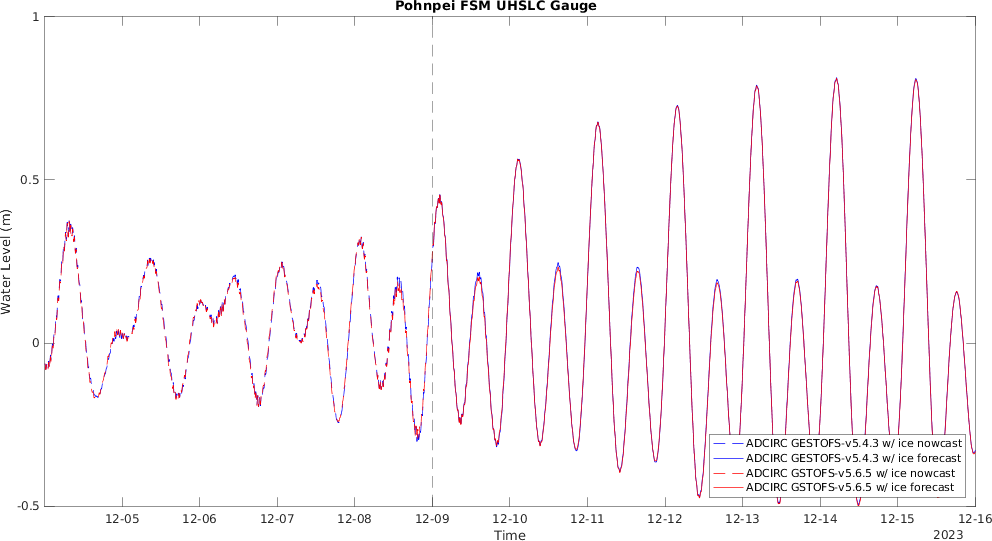 Pohnpei FSM UHSLC Gauge
1
0.5
0
-0.5
Water Level (m)
ADCIRC GESTOFS-v5.4.3 w/ ice nowcast
ADCIRC GESTOFS-v5.4.3 w/ ice forecast
ADCIRC GSTOFS-v5.6.5 w/ ice nowcast
ADCIRC GSTOFS-v5.6.5 w/ ice forecast
12-05 12-06 12-07 12-08 12-09 12-10 12-11 12-12 12-13 12-14 12-15 12-16
Time
2023